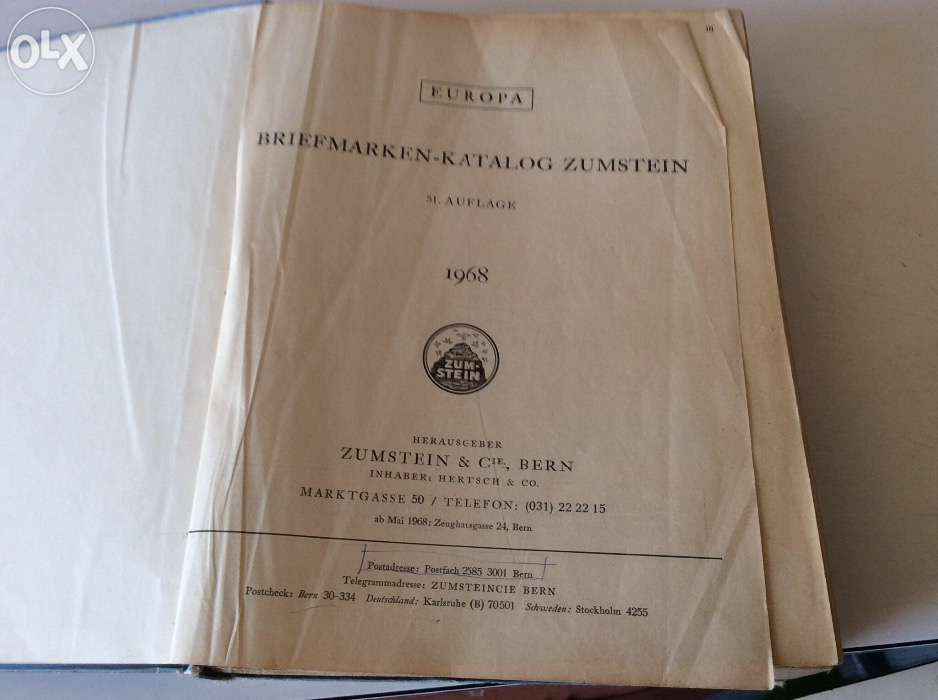 OLX
III
EUROPA
BRIEFMARKEN-KATALOG ZUMSTEIN
51. AUFLAGE
1968
ZUM-
STEIN
HERAUSGEBER
ZUMSTEIN & CIE., BERN
INHABER: HERTSCH & CO.
MARKTGASSE 50 / TELEFON: (031) 22 22 15
ab Mai 1968: Zeughausgasse 24, Bern
Postadresse: Postfach 2585 3001 Bern
Telegrammadresse: ZUMSTEINCIE BERN
Postcheck: Bern 30-334 Deutschland: Karlsruhe (B) 70501 Schweden: Stockholm 4255